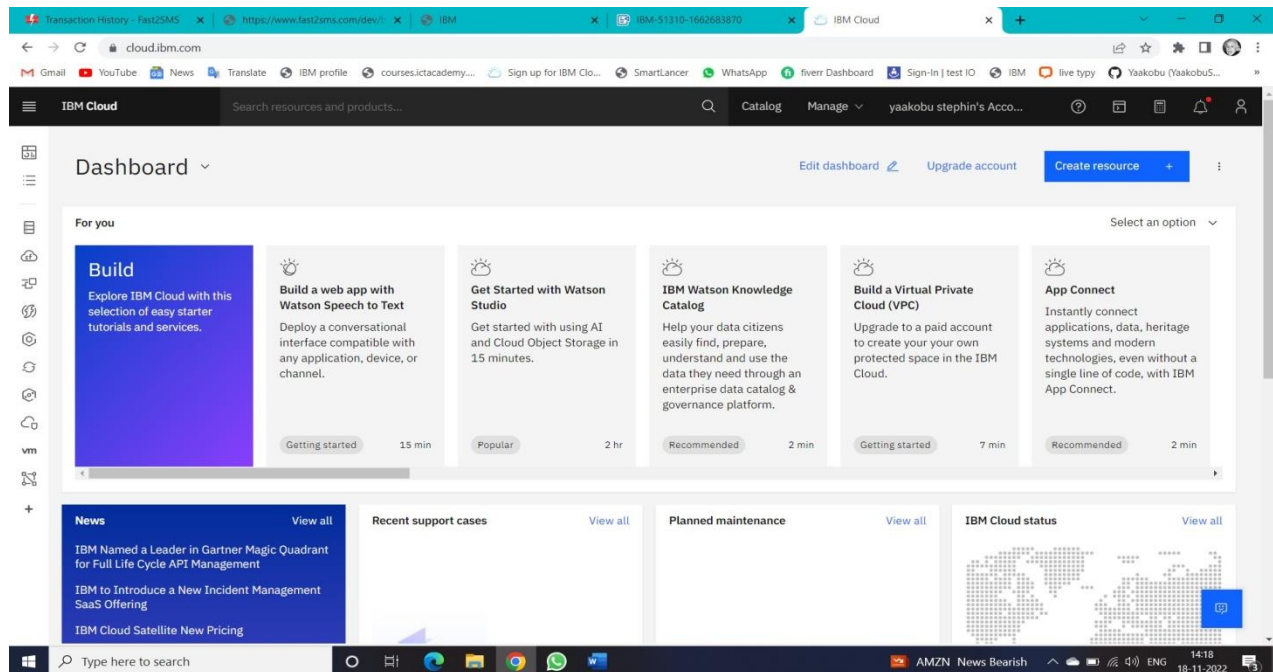 Transaction History - Fast2SMS
https://www.fast2sms.com/dev/
IBM
IBM-51310-1662683870
IBM Cloud
cloud.ibm.com
Gmail YouTube News Translate IBM profile courses.ictacademy.... Sign up for IBM Clo... SmartLancer WhatsApp fiverr Dashboard Sign-In | test IO IBM live typy Yaakobu (YaakobuS...
IBM Cloud Search resources and products... Catalog Manage yaakobu stephin's Acco...
Dashboard
Edit dashboard Upgrade account Create resource +
For you Select an option
Build
Explore IBM Cloud with this
selection of easy starter
tutorials and services.
Build a web app with
Watson Speech to Text
Deploy a conversational
interface compatible with
any application, device, or
channel.
Getting started 15 min
Get Started with Watson
Studio
Get started with using AI
and Cloud Object Storage in
15 minutes.
Popular 2 hr
IBM Watson Knowledge
Catalog
Help your data citizens
easily find, prepare,
understand and use the
data they need through an
enterprise data catalog &
governance platform.
Recommended 2 min
Build a Virtual Private
Cloud (VPC)
Upgrade to a paid account
to create your your own
protected space in the IBM
Cloud.
Getting started 7 min
App Connect
Instantly connect
applications, data, heritage
systems and modern
technologies, even without a
single line of code, with IBM
App Connect.
Recommended 2 min
vm
News View all
IBM Named a Leader in Gartner Magic Quadrant
for Full Life Cycle API Management
IBM to Introduce a New Incident Management
SaaS Offering
IBM Cloud Satellite New Pricing
Recent support cases View all
Planned maintenance View all
IBM Cloud status View all
Type here to search
AMZN News Bearish
ENG
14:18
18-11-2022
3